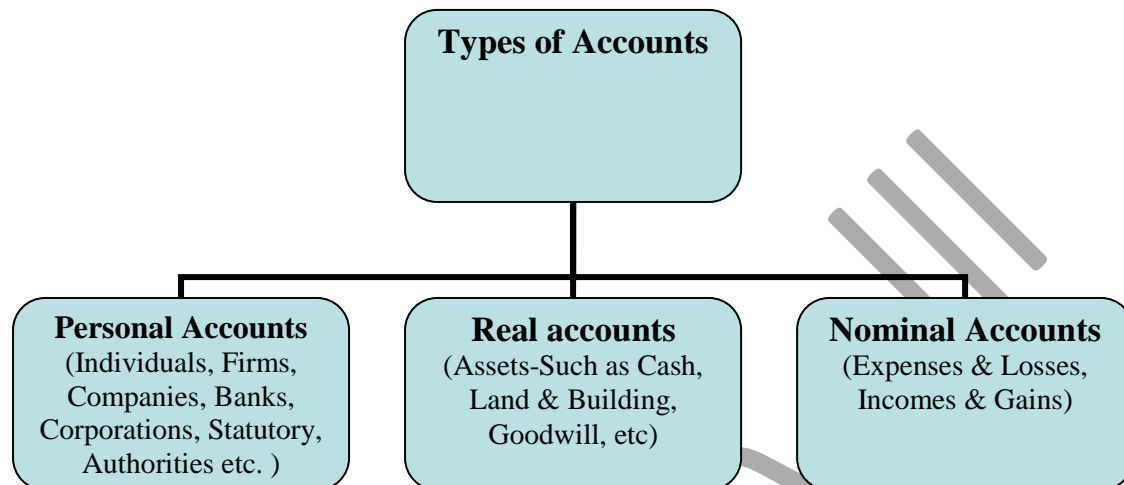 Types of Accounts
Personal Accounts
(Individuals, Firms,
Companies, Banks,
Corporations, Statutory,
Authorities etc. )
Real accounts
(Assets-Such as Cash,
Land & Building,
Goodwill, etc)
Nominal Accounts
(Expenses & Losses,
Incomes & Gains)